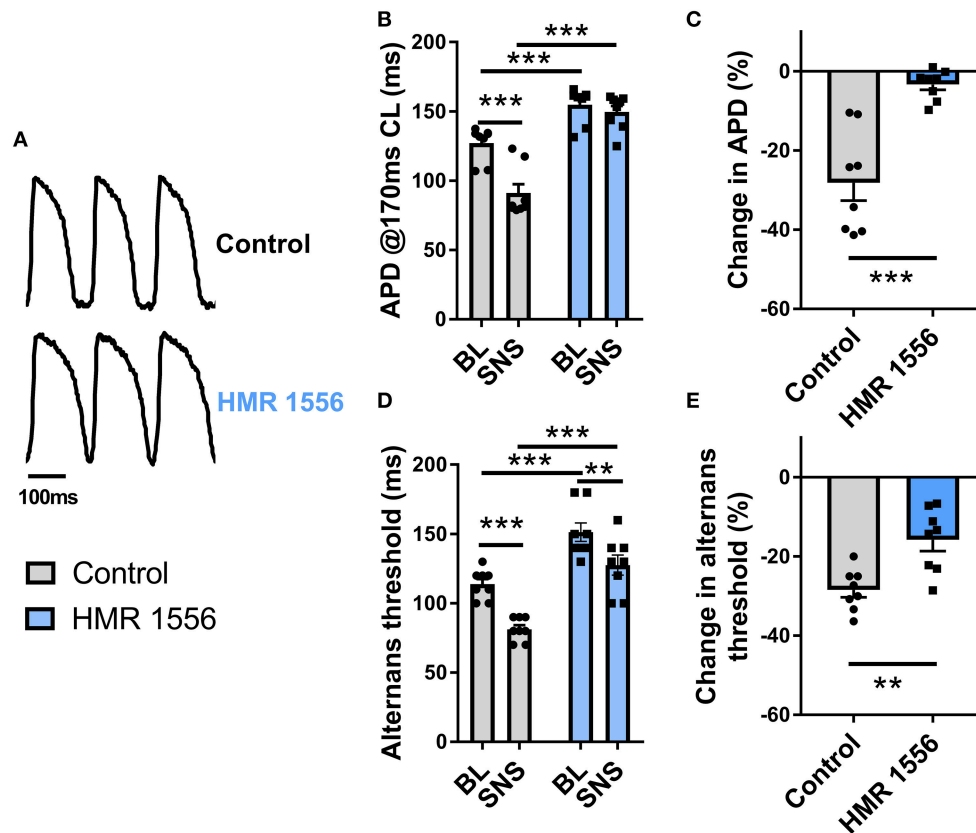 A
Control
HMR 1556
100ms
Control
HMR 1556
B
APD @170ms CL (ms)
200
150
100
50
0
***
***
***
BL
SNS
BL
SNS
C
Change in APD (%)
0
-20
-40
-60
***
Control
HMR 1556
D
Alternans threshold (ms)
200
150
100
50
0
***
***
***
**
BL
SNS
BL
SNS
E
Change in alternans
threshold (%)
0
-20
-40
-60
**
Control
HMR 1556